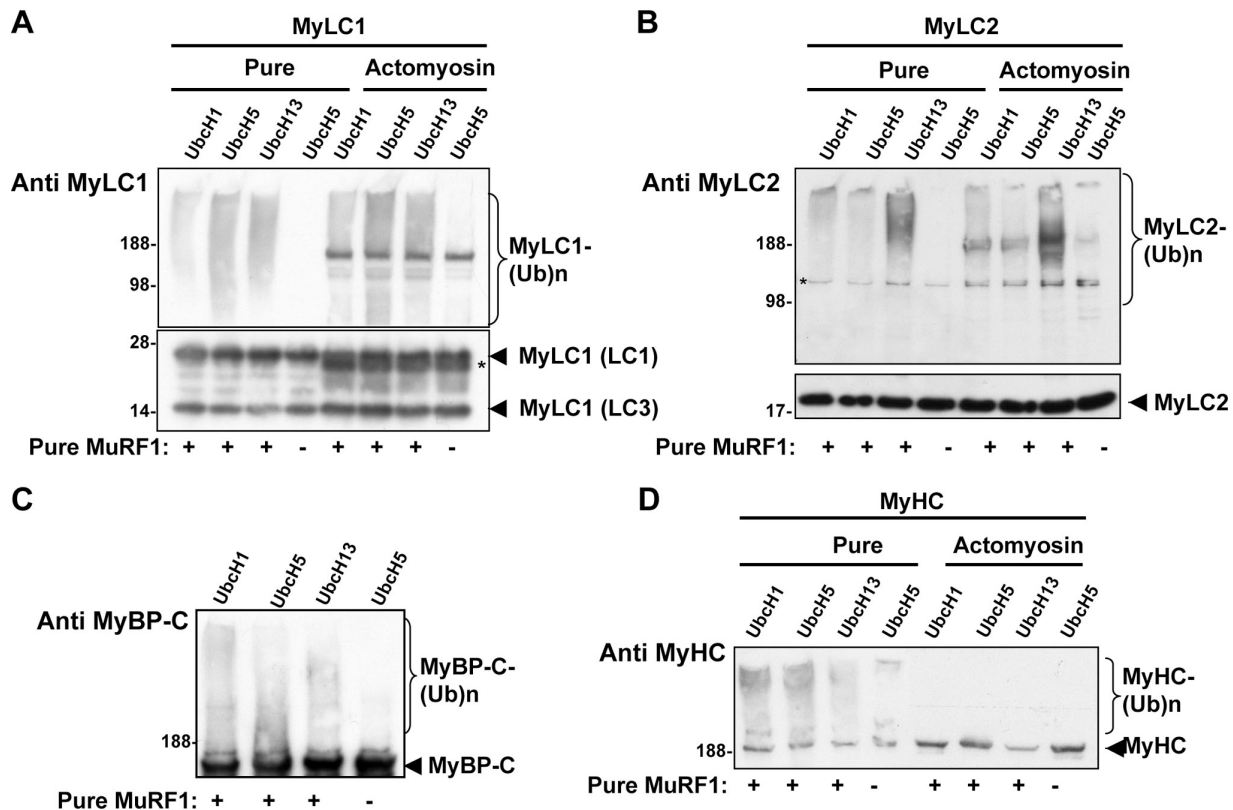 A
MyLC1
Pure Actomyosin
UbcH1 UbcH5 UbcH13 UbcH5 UbcH1 UbcH5 UbcH13 UbcH5
Anti MyLC1
188-
98-
MyLC1-
(Ub)n
28-
14-
MyLC1 (LC1)
*
MyLC1 (LC3)
Pure MuRF1: + + + - + + + -
B
MyLC2
Pure Actomyosin
UbcH1 UbcH5 UbcH13 UbcH5 UbcH1 UbcH5 UbcH13 UbcH5
Anti MyLC2
188-
*
98-
MyLC2-
(Ub)n
17-
MyLC2
Pure MuRF1: + + + - + + + -
C
UbcH1 UbcH5 UbcH13 UbcH5
Anti MyBP-C
MyBP-C-
(Ub)n
188-
MyBP-C
Pure MuRF1: + + + -
D
MyHC
Pure Actomyosin
UbcH1 UbcH5 UbcH13 UbcH5 UbcH1 UbcH5 UbcH13 UbcH5
Anti MyHC
MyHC-
(Ub)n
188-
MyHC
Pure MuRF1: + + + - + + + -